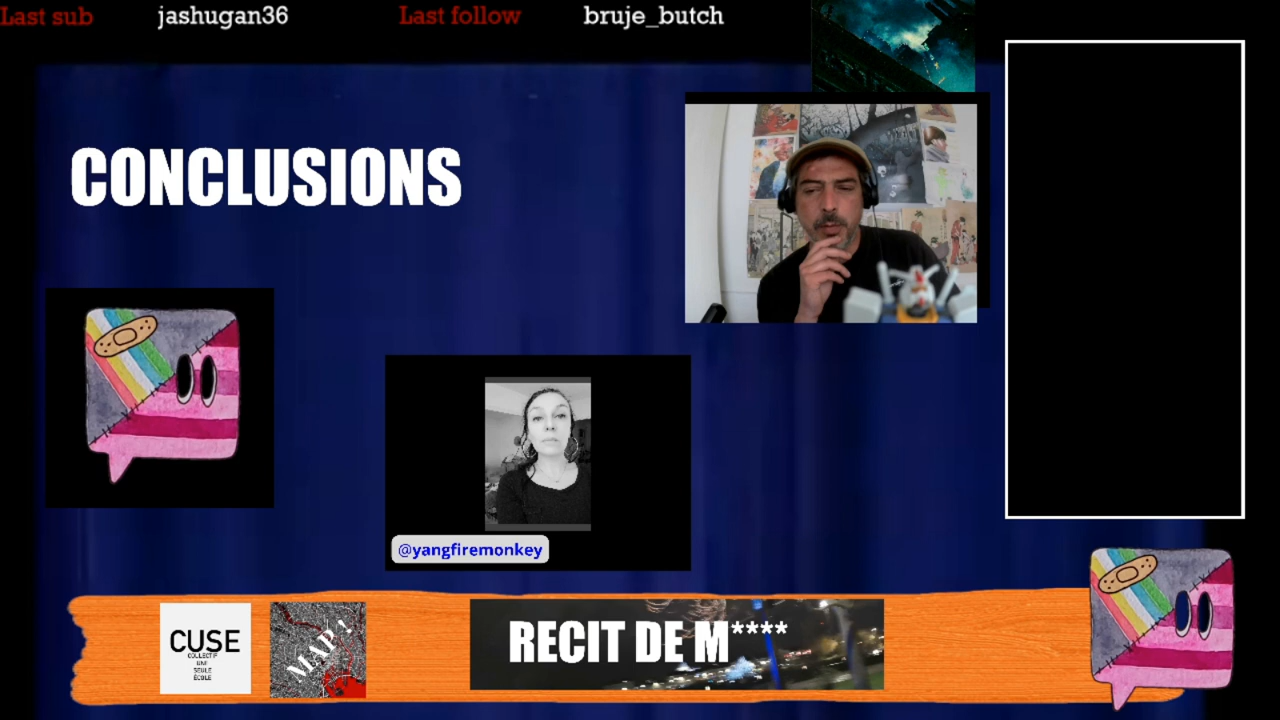 Last sub jashugan36 Last follow bruje_butch
CONCLUSIONS
@yangfiremonkey
CUSE
COLLECTIF
UNE
SEULE
ÉCOLE
MAP !
RECIT DE M****